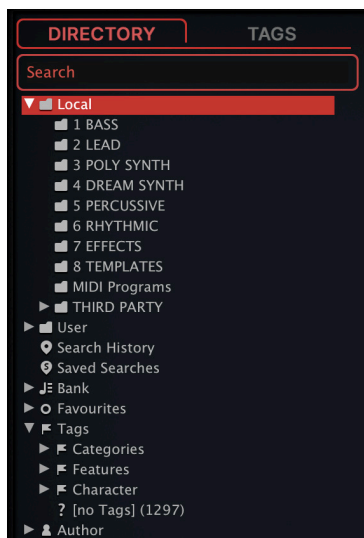 DIRECTORY TAGS
Search
Local
1 BASS
2 LEAD
3 POLY SYNTH
4 DREAM SYNTH
5 PERCUSSIVE
6 RHYTHMIC
7 EFFECTS
8 TEMPLATES
MIDI Programs
THIRD PARTY
User
Search History
Saved Searches
Bank
Favourites
Tags
Categories
Features
Character
? [no Tags] (1297)
Author